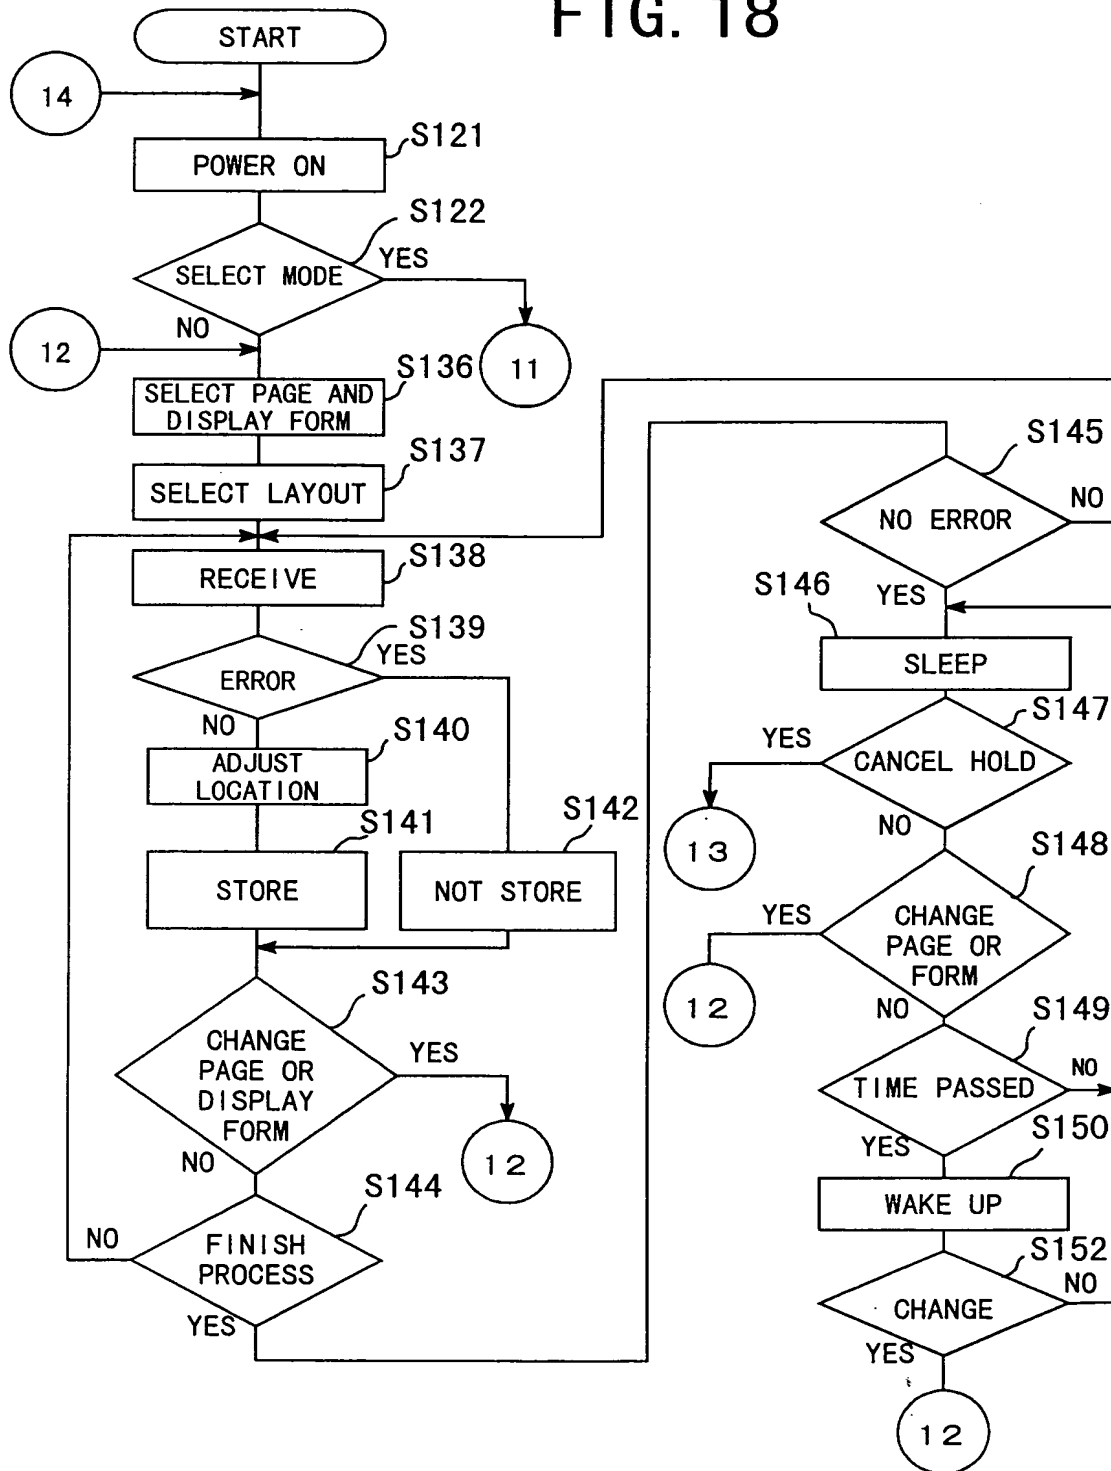 FIG. 18
START
14
S121
POWER ON
S122
SELECT MODE
YES
NO
12
11
S136
SELECT PAGE AND
DISPLAY FORM
S137
SELECT LAYOUT
S138
RECEIVE
S139
ERROR
YES
NO
S140
ADJUST
LOCATION
S141
STORE
S142
NOT STORE
S143
CHANGE
PAGE OR
DISPLAY
FORM
YES
12
NO
S144
FINISH
PROCESS
NO
YES
S145
NO ERROR
NO
YES
S146
SLEEP
S147
CANCEL HOLD
YES
13
NO
S148
CHANGE
PAGE OR
FORM
YES
12
NO
S149
TIME PASSED
NO
YES
S150
WAKE UP
S152
CHANGE
NO
YES
12